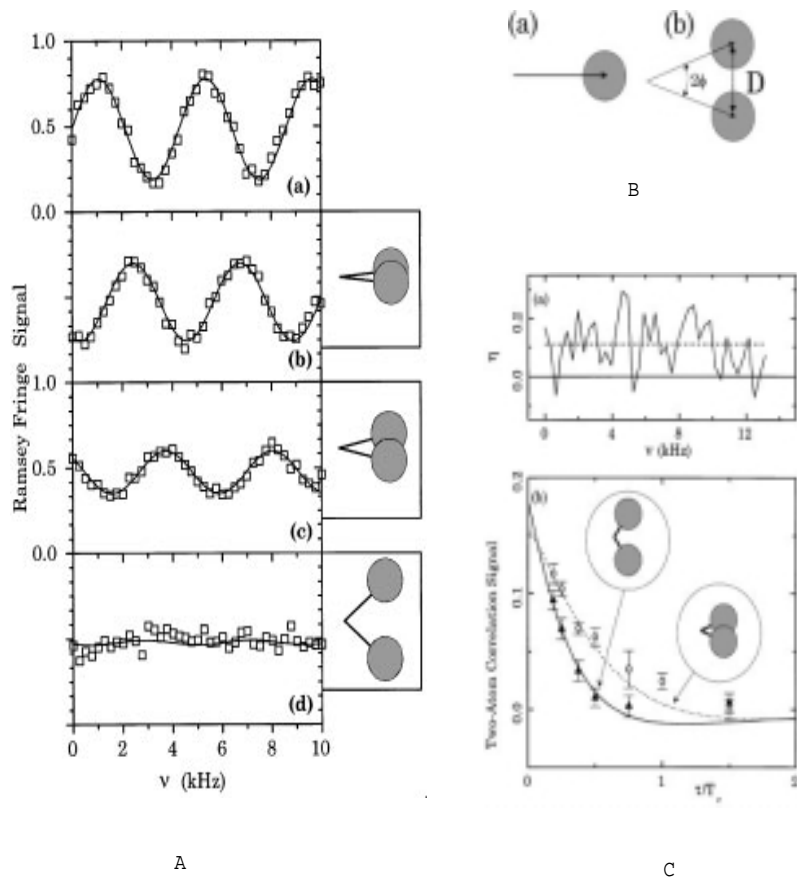 1.0
0.5
0.0
(a)
(b)
1.0
0.5
(c)
0.0
(d)
0 2 4 6 8 10
ν (kHz)
Ramsey Fringe Signal
A
(a) (b)
2ϕ
D
B
(a)
0.2
0.0
η
0 4 8 12
ν (kHz)
0.2
0.1
0.0
Two-Atom Correlation Signal
0 1 2
τ/Tᵣ
C